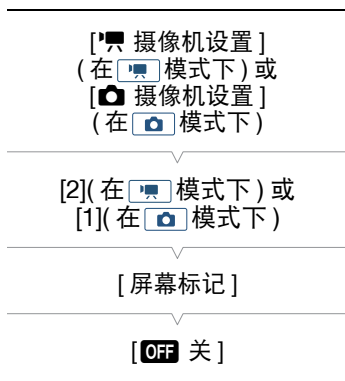 [ 摄像机设置 ]
( 在 模式下 ) 或
[ 摄像机设置 ]
( 在 模式下 )
[2]( 在 模式下 ) 或
[1]( 在 模式下 )
[ 屏幕标记 ]
[ OFF 关 ]